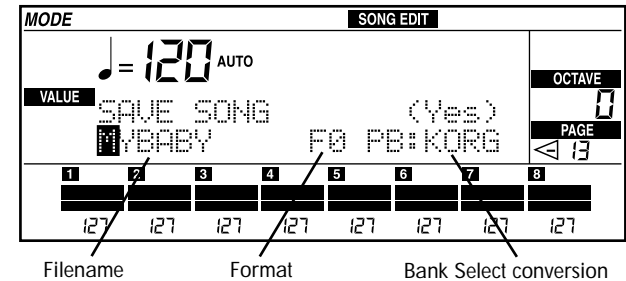 MODE SONG EDIT
♩=120 AUTO
OCTAVE
0
VALUE
SAVE SONG (Yes)
MYBABY F0 PB:KORG
PAGE
13
1 2 3 4 5 6 7 8
127 127 127 127 127 127 127 127
Filename Format Bank Select conversion